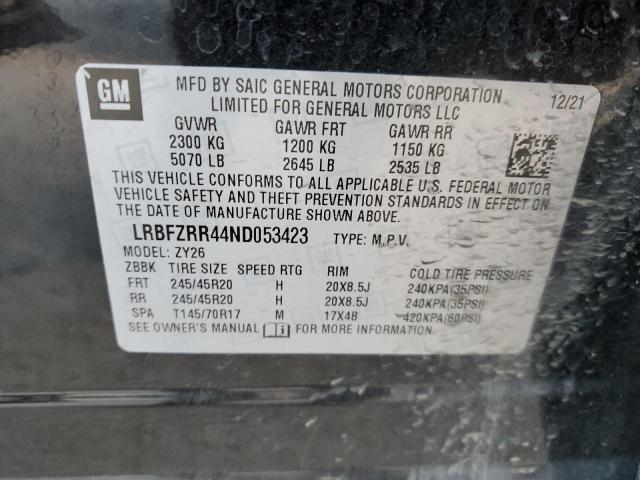 GM
MFD BY SAIC GENERAL MOTORS CORPORATION
LIMITED FOR GENERAL MOTORS LLC
12/21
GVWR GAWR FRT GAWR RR
2300 KG 1200 KG 1150 KG
5070 LB 2645 LB 2535 LB
THIS VEHICLE CONFORMS TO ALL APPLICABLE U.S. FEDERAL MOTOR
VEHICLE SAFETY AND THEFT PREVENTION STANDARDS IN EFFECT ON
THE DATE OF MANUFACTURE SHOWN ABOVE.
LRBFZRR44ND053423 TYPE: M.P.V.
MODEL: ZY26
ZBBK TIRE SIZE SPEED RTG RIM COLD TIRE PRESSURE
FRT 245/45R20 H 20X8.5J 240KPA(35PSI)
RR 245/45R20 H 20X8.5J 240KPA(35PSI)
SPA T145/70R17 M 17X4B 420KPA(60PSI)
SEE OWNER'S MANUAL FOR MORE INFORMATION